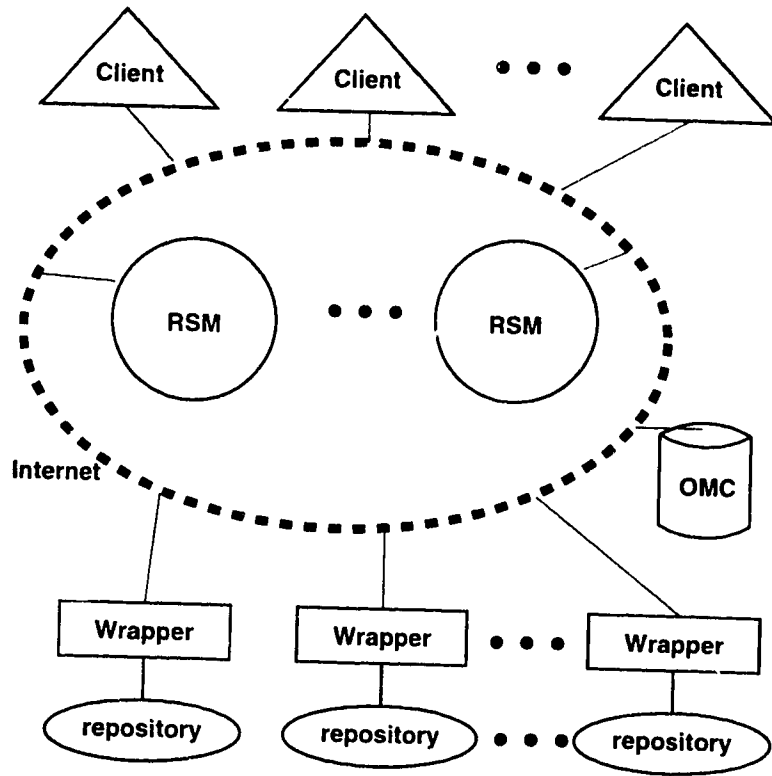 Client
Client
Client
RSM
RSM
Internet
OMC
Wrapper
Wrapper
Wrapper
repository
repository
repository